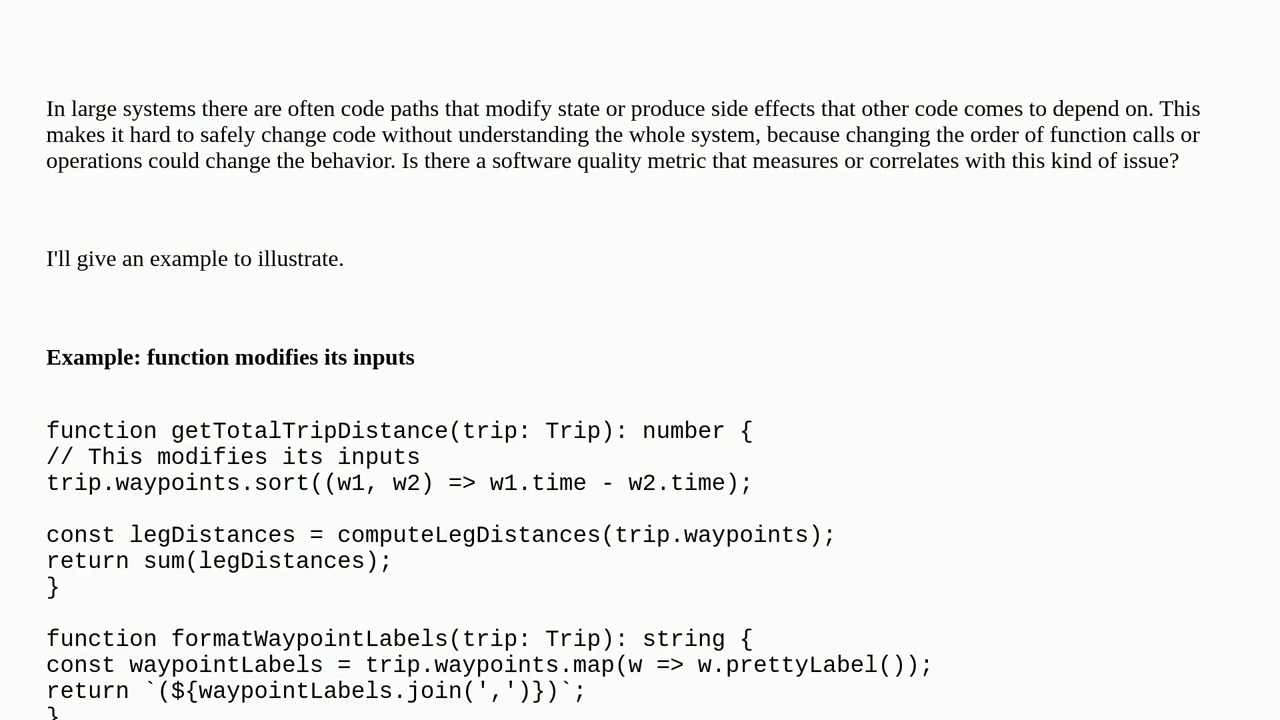 In large systems there are often code paths that modify state or produce side effects that other code comes to depend on. This
makes it hard to safely change code without understanding the whole system, because changing the order of function calls or
operations could change the behavior. Is there a software quality metric that measures or correlates with this kind of issue?
I'll give an example to illustrate.
Example: function modifies its inputs
function getTotalTripDistance(trip: Trip): number {
// This modifies its inputs
trip.waypoints.sort((w1, w2) => w1.time - w2.time);
const legDistances = computeLegDistances(trip.waypoints);
return sum(legDistances);
}
function formatWaypointLabels(trip: Trip): string {
const waypointLabels = trip.waypoints.map(w => w.prettyLabel());
return `(${waypointLabels.join(',')})`;
}